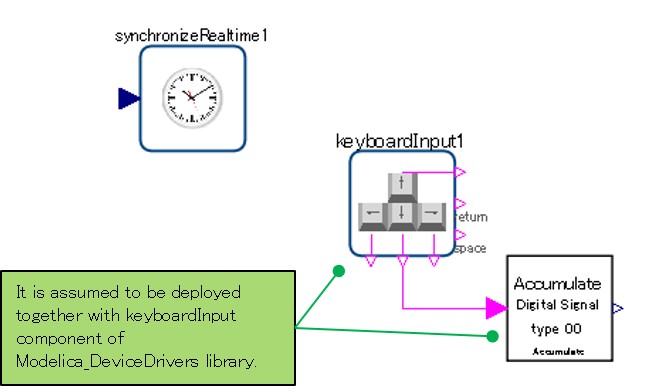 synchronizeRealtime1
keyboardInput1
return
space
Accumulate
Digital Signal
type 00
Accumulate
It is assumed to be deployed
together with keyboardInput
component of
Modelica_DeviceDrivers library.